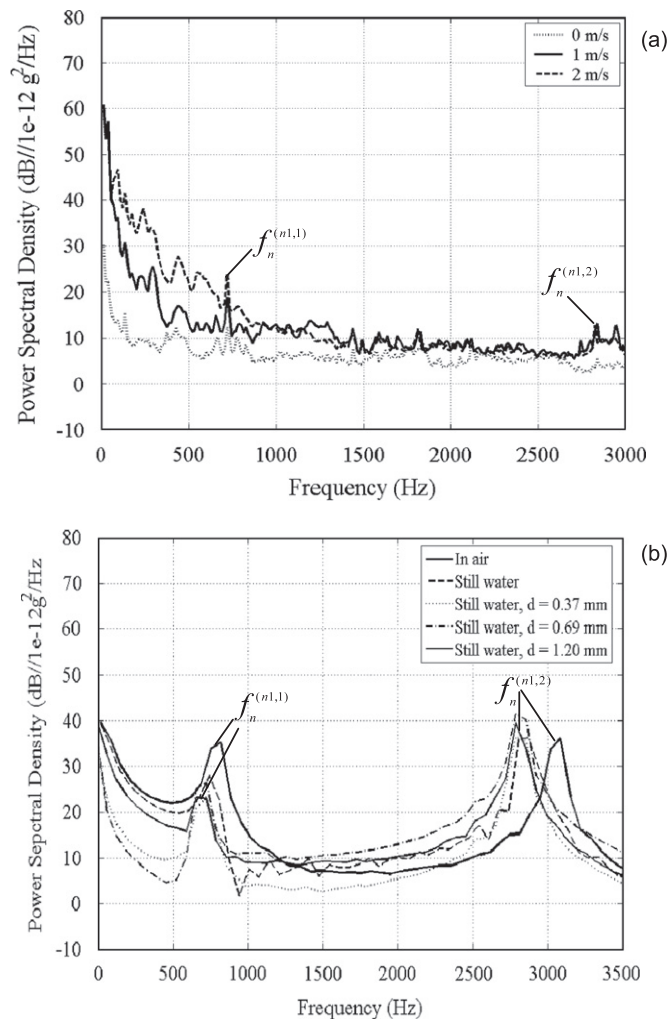 (a)
80
70
60
50
40
30
20
10
0
-10
Power Spectral Density (dB//1e-12 g²/Hz)
0 m/s
1 m/s
2 m/s
f_n^(n1,1)
f_n^(n1,2)
0 500 1000 1500 2000 2500 3000
Frequency (Hz)
(b)
80
70
60
50
40
30
20
10
0
-10
Power Sepctral Density (dB//1e-12g²/Hz
In air
Still water
Still water, d = 0.37 mm
Still water, d = 0.69 mm
Still water, d = 1.20 mm
f_n^(n1,1)
f_n^(n1,2)
0 500 1000 1500 2000 2500 3000 3500
Frequency (Hz)